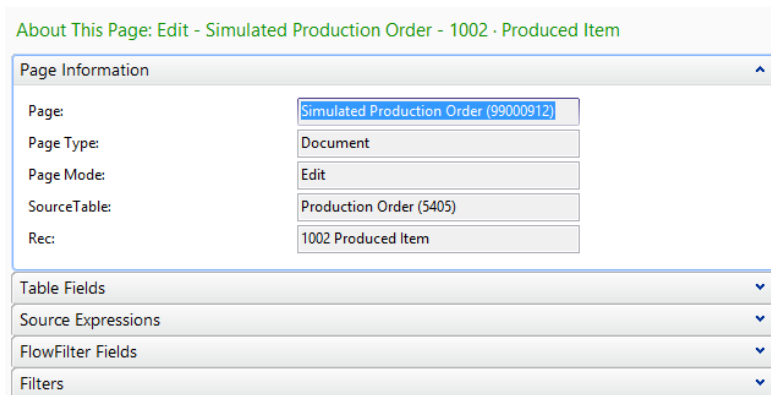 About This Page: Edit - Simulated Production Order - 1002 · Produced Item
Page Information
Page: Simulated Production Order (99000912)
Page Type: Document
Page Mode: Edit
SourceTable: Production Order (5405)
Rec: 1002 Produced Item
Table Fields
Source Expressions
FlowFilter Fields
Filters